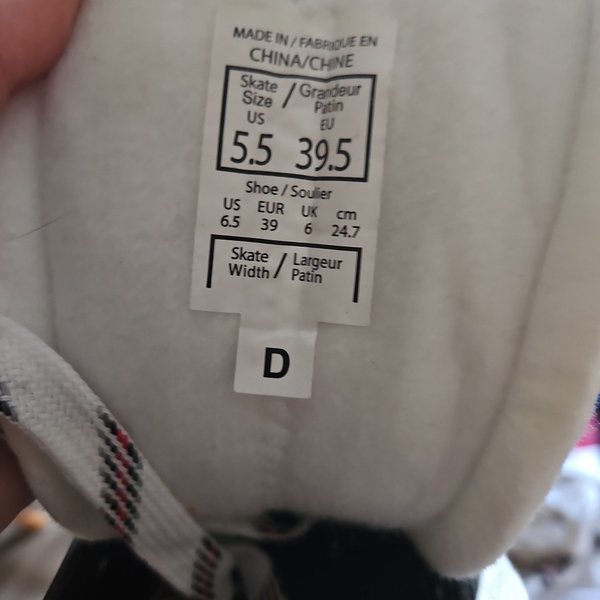 MADE IN / FABRIQUE EN
CHINA/CHINE
Skate Size / Grandeur Patin
US EU
5.5 39.5
Shoe / Soulier
US EUR UK cm
6.5 39 6 24.7
Skate Width / Largeur Patin
D